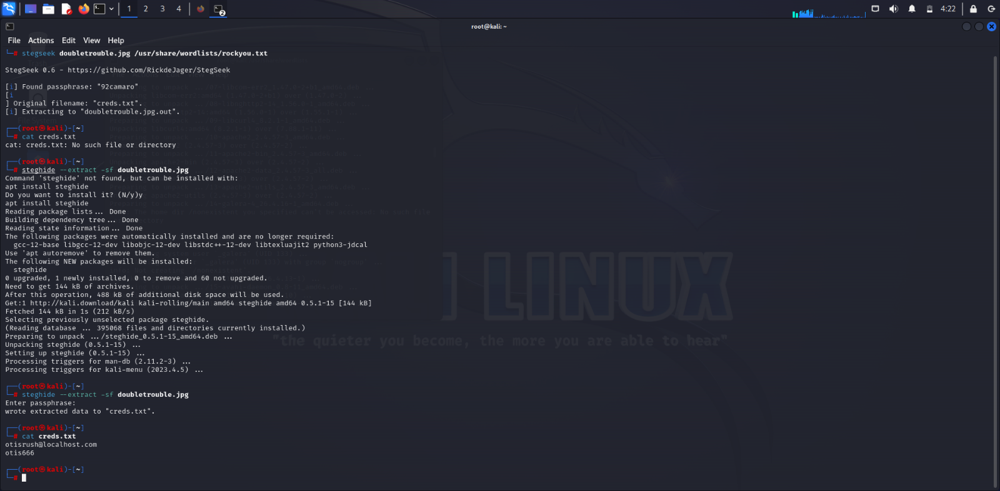 1 2 3 4 2 4:22
root@kali: ~
File Actions Edit View Help
└─# stegseek doubletrouble.jpg /usr/share/wordlists/rockyou.txt
StegSeek 0.6 - https://github.com/RickdeJager/StegSeek
[i] Found passphrase: "92camaro"
[i
] Original filename: "creds.txt".
[i] Extracting to "doubletrouble.jpg.out".
┌──(root㉿kali)-[~]
└─# cat creds.txt
cat: creds.txt: No such file or directory
┌──(root㉿kali)-[~]
└─# steghide --extract -sf doubletrouble.jpg
Command 'steghide' not found, but can be installed with:
apt install steghide
Do you want to install it? (N/y)y
apt install steghide
Reading package lists... Done
Building dependency tree... Done
Reading state information... Done
The following packages were automatically installed and are no longer required:
gcc-12-base libgcc-12-dev libobjc-12-dev libstdc++-12-dev libtexluajit2 python3-jdcal
Use 'apt autoremove' to remove them.
The following NEW packages will be installed:
steghide
0 upgraded, 1 newly installed, 0 to remove and 60 not upgraded.
Need to get 144 kB of archives.
After this operation, 488 kB of additional disk space will be used.
Get:1 http://kali.download/kali kali-rolling/main amd64 steghide amd64 0.5.1-15 [144 kB]
Fetched 144 kB in 1s (212 kB/s)
Selecting previously unselected package steghide.
(Reading database ... 395068 files and directories currently installed.)
Preparing to unpack .../steghide_0.5.1-15_amd64.deb ...
Unpacking steghide (0.5.1-15) ...
Setting up steghide (0.5.1-15) ...
Processing triggers for man-db (2.11.2-3) ...
Processing triggers for kali-menu (2023.4.5) ...
┌──(root㉿kali)-[~]
└─# steghide --extract -sf doubletrouble.jpg
Enter passphrase:
wrote extracted data to "creds.txt".
┌──(root㉿kali)-[~]
└─# cat creds.txt
otisrush@localhost.com
otis666
┌──(root㉿kali)-[~]
└─#
LINUX
"the quieter you become, the more you are able to hear"